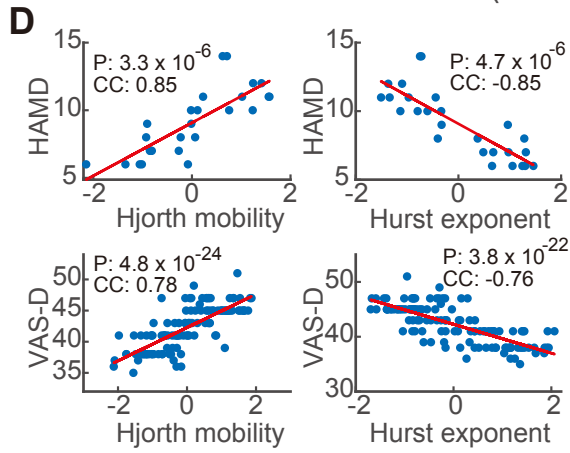 D
15
10
5
HAMD
P: 3.3 x 10^-6
CC: 0.85
-2
0
2
Hjorth mobility
15
10
5
HAMD
P: 4.7 x 10^-6
CC: -0.85
0
2
Hurst exponent
50
45
40
35
VAS-D
P: 4.8 x 10^-24
CC: 0.78
-2
0
2
Hjorth mobility
50
40
30
VAS-D
P: 3.8 x 10^-22
CC: -0.76
-2
0
2
Hurst exponent